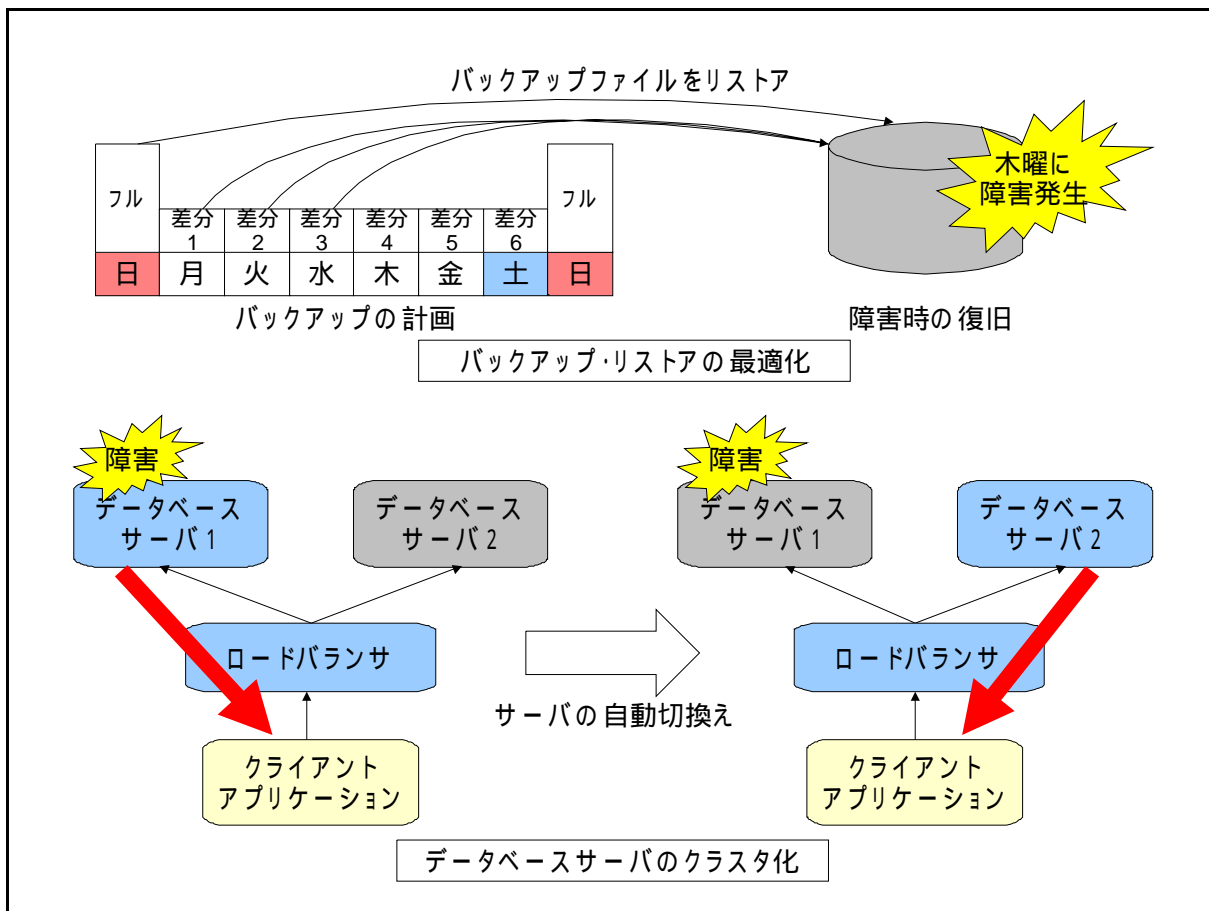 バックアップファイルをリストア
木曜に
障害発生
フル
差分
1
差分
2
差分
3
差分
4
差分
5
差分
6
フル
日
月
火
水
木
金
土
日
バックアップの計画
障害時の復旧
バックアップ・リストアの最適化
障害
データベース
サーバ1
データベース
サーバ2
ロードバランサ
クライアント
アプリケーション
サーバの自動切換え
障害
データベース
サーバ1
データベース
サーバ2
ロードバランサ
クライアント
アプリケーション
データベースサーバのクラスタ化